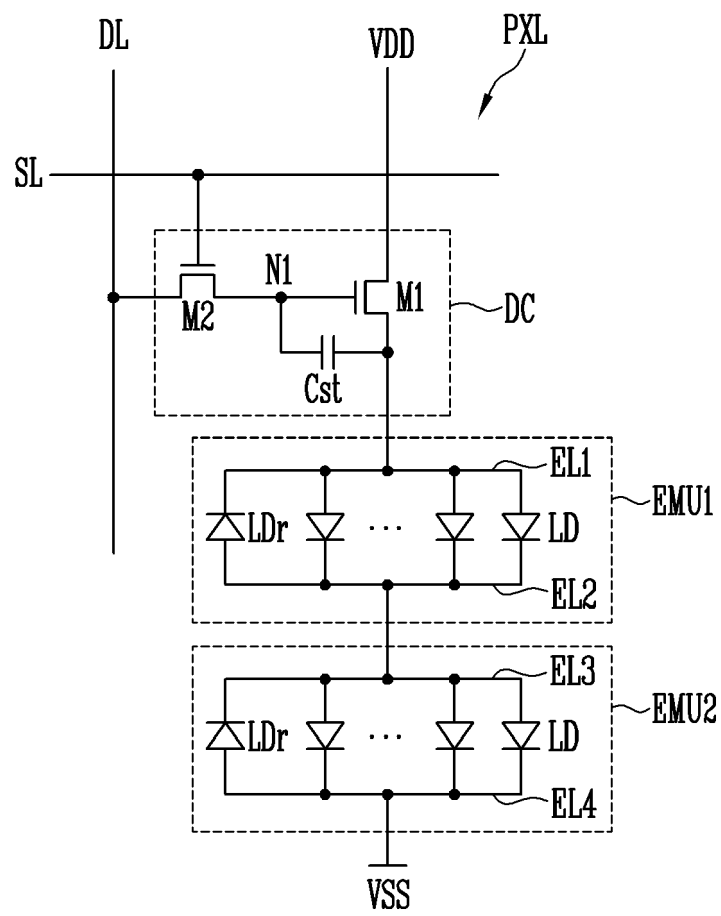 DL
VDD
PXL
SL
N1
M1
M2
DC
Cst
EL1
EMU1
LDr
...
LD
EL2
EL3
EMU2
LDr
...
LD
EL4
VSS